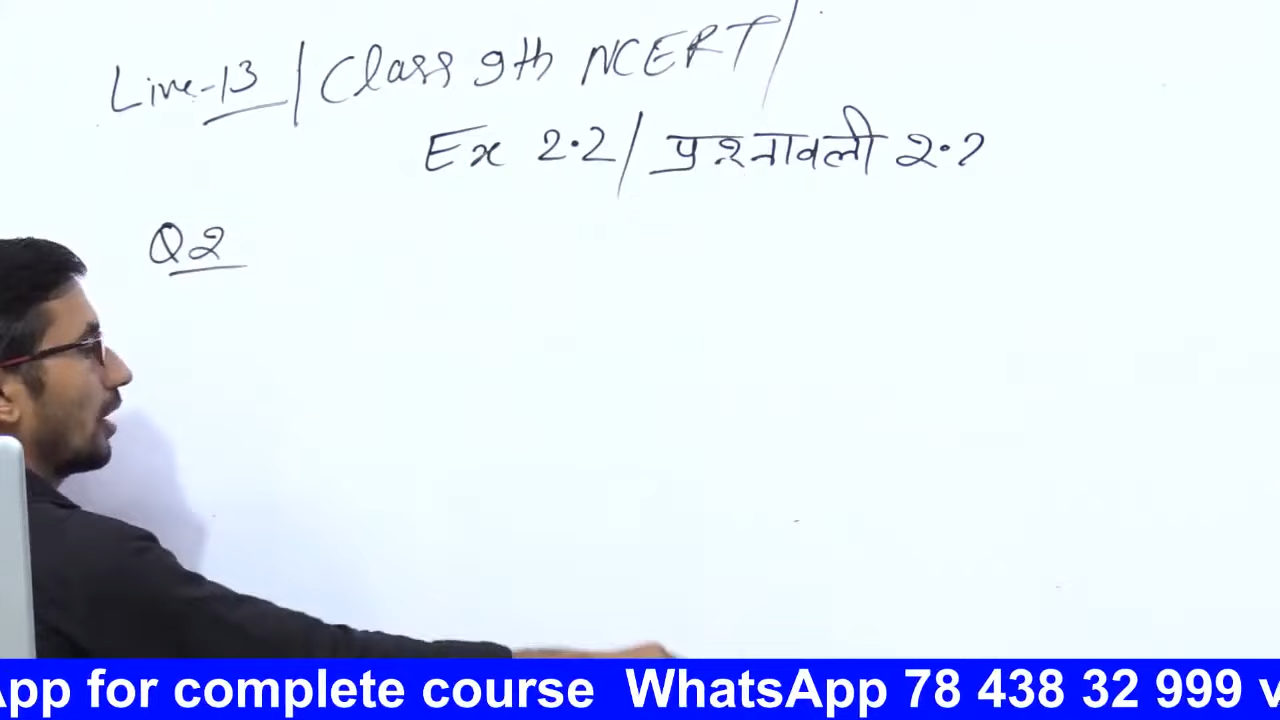 Live-13 / Class 9th NCERT /
Ex 2.2 / प्रश्नावली 2.2
Q2
App for complete course WhatsApp 78 438 32 999 v